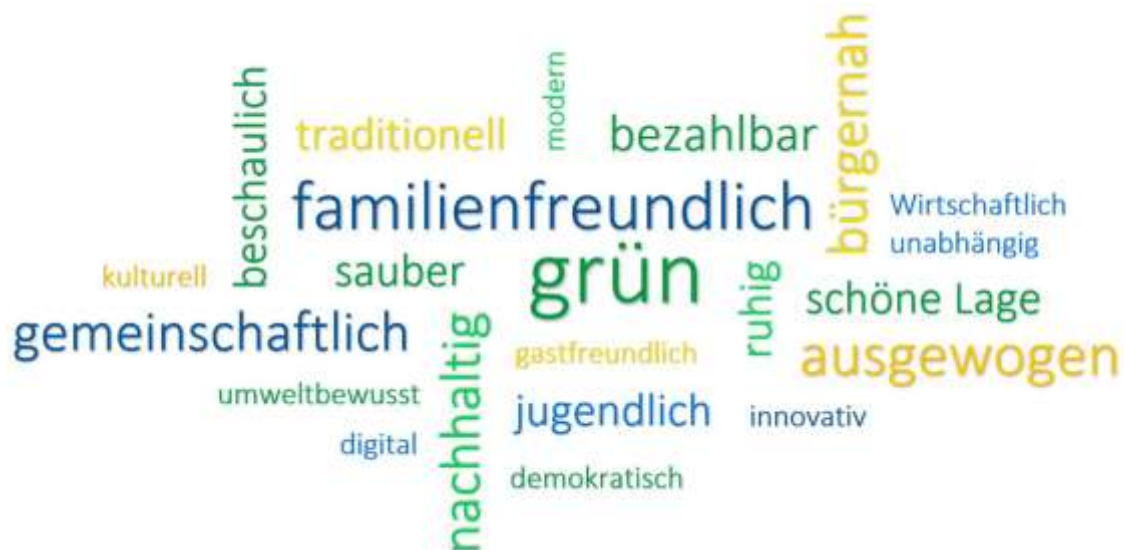 modern
bürgernah
beschaulich
traditionell
bezahlbar
familienfreundlich
Wirtschaftlich
unabhängig
kulturell
sauber
grün
ruhig
schöne Lage
gemeinschaftlich
nachhaltig
gastfreundlich
ausgewogen
umweltbewusst
jugendlich
innovativ
digital
demokratisch